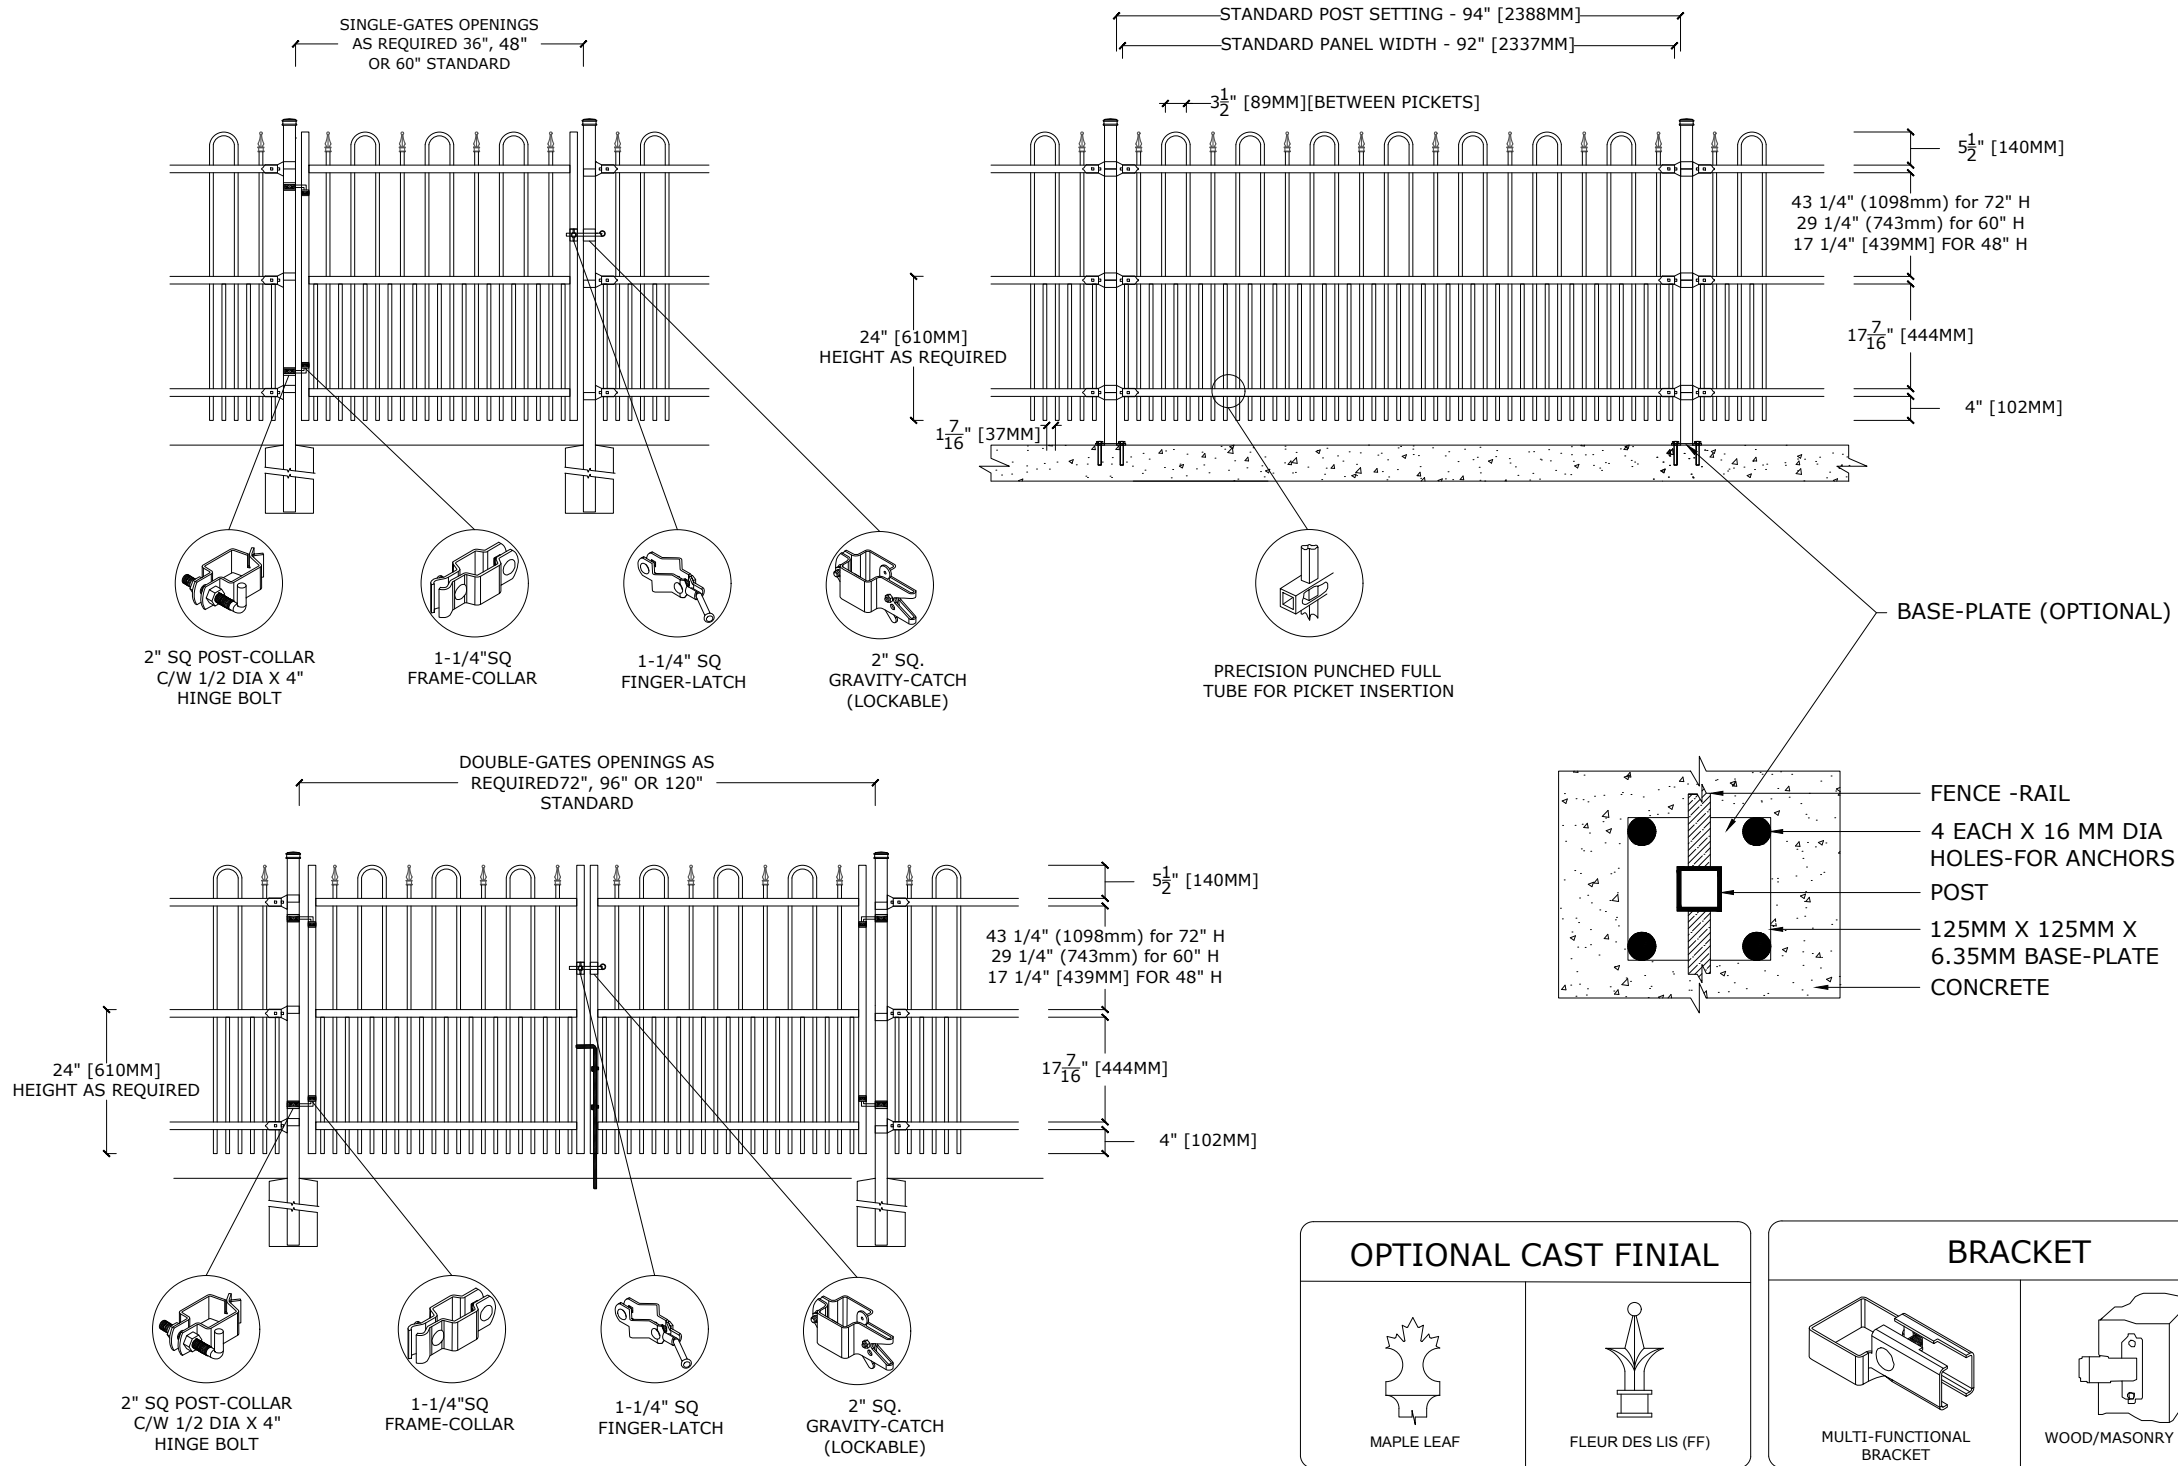 SINGLE-GATES OPENINGS
AS REQUIRED 36", 48"
OR 60" STANDARD
STANDARD POST SETTING - 94" [2388MM]
STANDARD PANEL WIDTH - 92" [2337MM]
3 1/2" [89MM][BETWEEN PICKETS]
5 1/2" [140MM]
43 1/4" (1098mm) for 72" H
29 1/4" (743mm) for 60" H
17 1/4" [439MM] FOR 48" H
24" [610MM]
HEIGHT AS REQUIRED
17 7/16" [444MM]
4" [102MM]
1 7/16" [37MM]
2" SQ POST-COLLAR
C/W 1/2 DIA X 4"
HINGE BOLT
1-1/4"SQ
FRAME-COLLAR
1-1/4" SQ
FINGER-LATCH
2" SQ.
GRAVITY-CATCH
(LOCKABLE)
PRECISION PUNCHED FULL
TUBE FOR PICKET INSERTION
BASE-PLATE (OPTIONAL)
FENCE -RAIL
4 EACH X 16 MM DIA
HOLES-FOR ANCHORS
POST
125MM X 125MM X
6.35MM BASE-PLATE
CONCRETE
DOUBLE-GATES OPENINGS AS
REQUIRED72", 96" OR 120"
STANDARD
5 1/2" [140MM]
43 1/4" (1098mm) for 72" H
29 1/4" (743mm) for 60" H
17 1/4" [439MM] FOR 48" H
24" [610MM]
HEIGHT AS REQUIRED
17 7/16" [444MM]
4" [102MM]
2" SQ POST-COLLAR
C/W 1/2 DIA X 4"
HINGE BOLT
1-1/4"SQ
FRAME-COLLAR
1-1/4" SQ
FINGER-LATCH
2" SQ.
GRAVITY-CATCH
(LOCKABLE)
OPTIONAL CAST FINIAL
MAPLE LEAF
FLEUR DES LIS (FF)
BRACKET
MULTI-FUNCTIONAL
BRACKET
WOOD/MASONRY